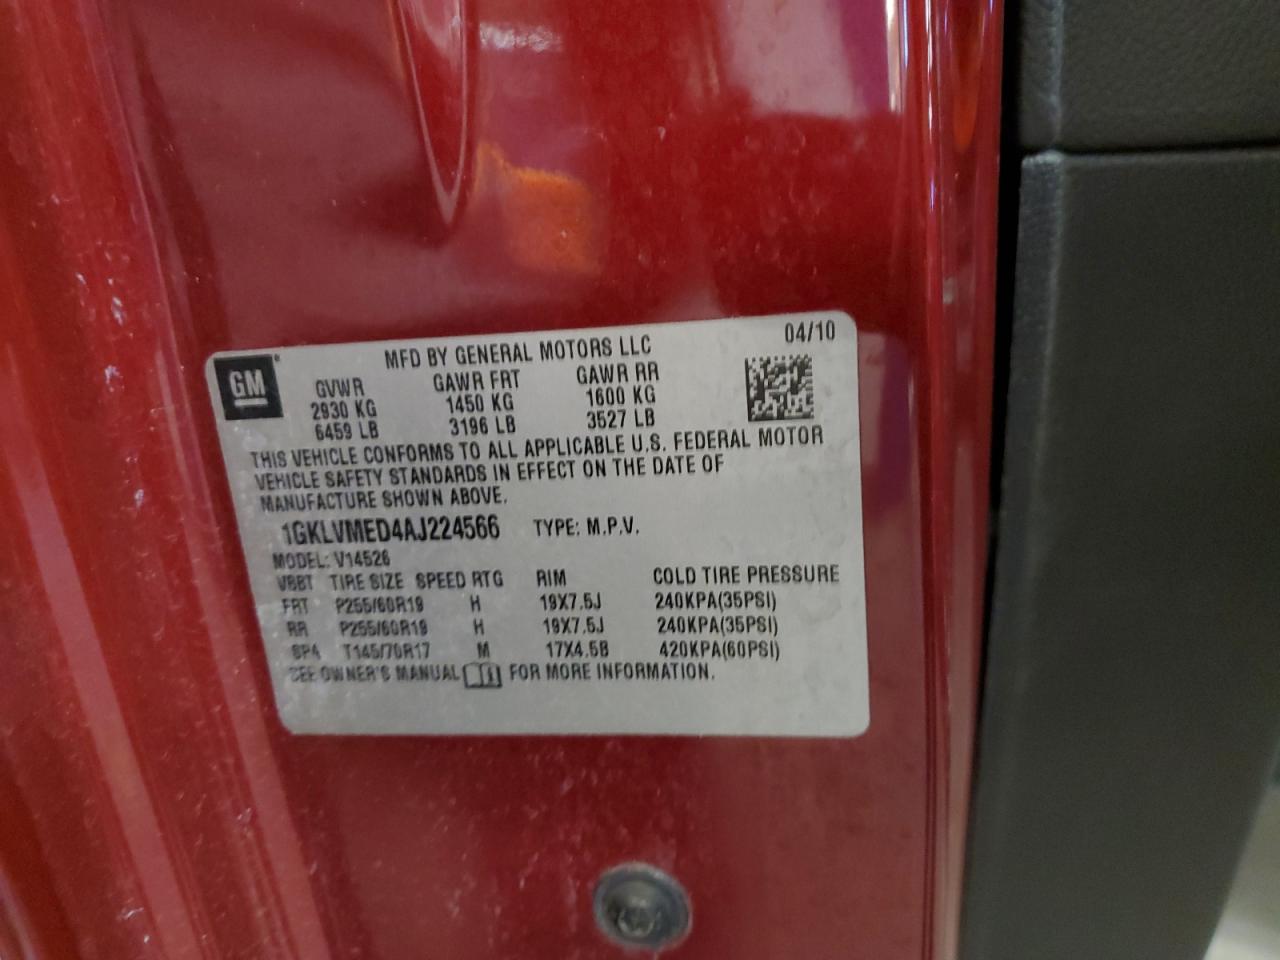 04/10
GM
MFD BY GENERAL MOTORS LLC
GVWR GAWR FRT GAWR RR
2930 KG 1450 KG 1600 KG
6459 LB 3196 LB 3527 LB
THIS VEHICLE CONFORMS TO ALL APPLICABLE U.S. FEDERAL MOTOR
VEHICLE SAFETY STANDARDS IN EFFECT ON THE DATE OF
MANUFACTURE SHOWN ABOVE.
1GKLVMED4AJ224566 TYPE: M.P.V.
MODEL: V14526
VBBT TIRE SIZE SPEED RTG RIM COLD TIRE PRESSURE
FRT P255/60R19 H 19X7.5J 240KPA(35PSI)
RR P255/60R19 H 19X7.5J 240KPA(35PSI)
SPA T145/70R17 M 17X4.5B 420KPA(60PSI)
SEE OWNER'S MANUAL FOR MORE INFORMATION.